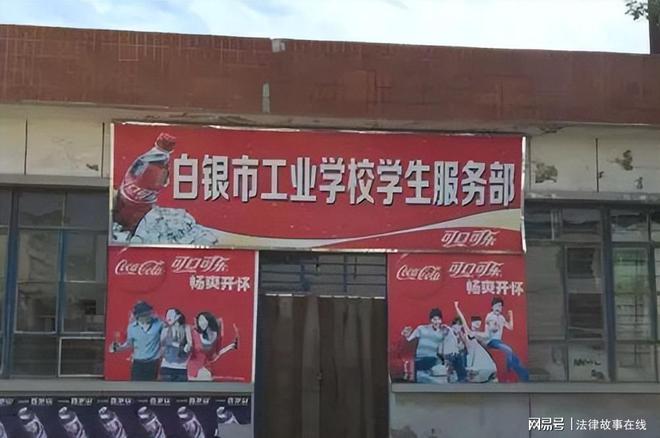 白银市工业学校学生服务部
可口可乐
Coca-Cola 可口可乐
畅爽开怀
Coca-Cola 可口可乐
畅爽开怀
网易号 | 法律故事在线